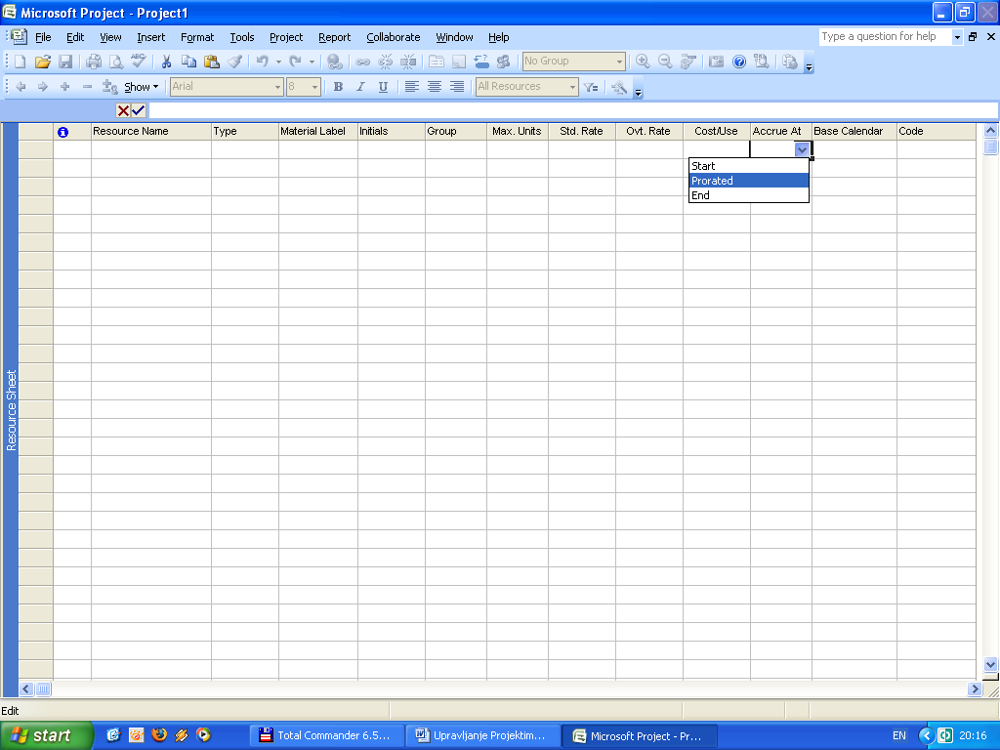 Microsoft Project - Project1
File Edit View Insert Format Tools Project Report Collaborate Window Help
Type a question for help
No Group
Show Arial 8 B I U All Resources
Resource Name Type Material Label Initials Group Max. Units Std. Rate Ovt. Rate Cost/Use Accrue At Base Calendar Code
Start
Prorated
End
Resource Sheet
Edit
start Total Commander 6.5... Upravljanje Projektim... Microsoft Project - Pr... EN 20:16